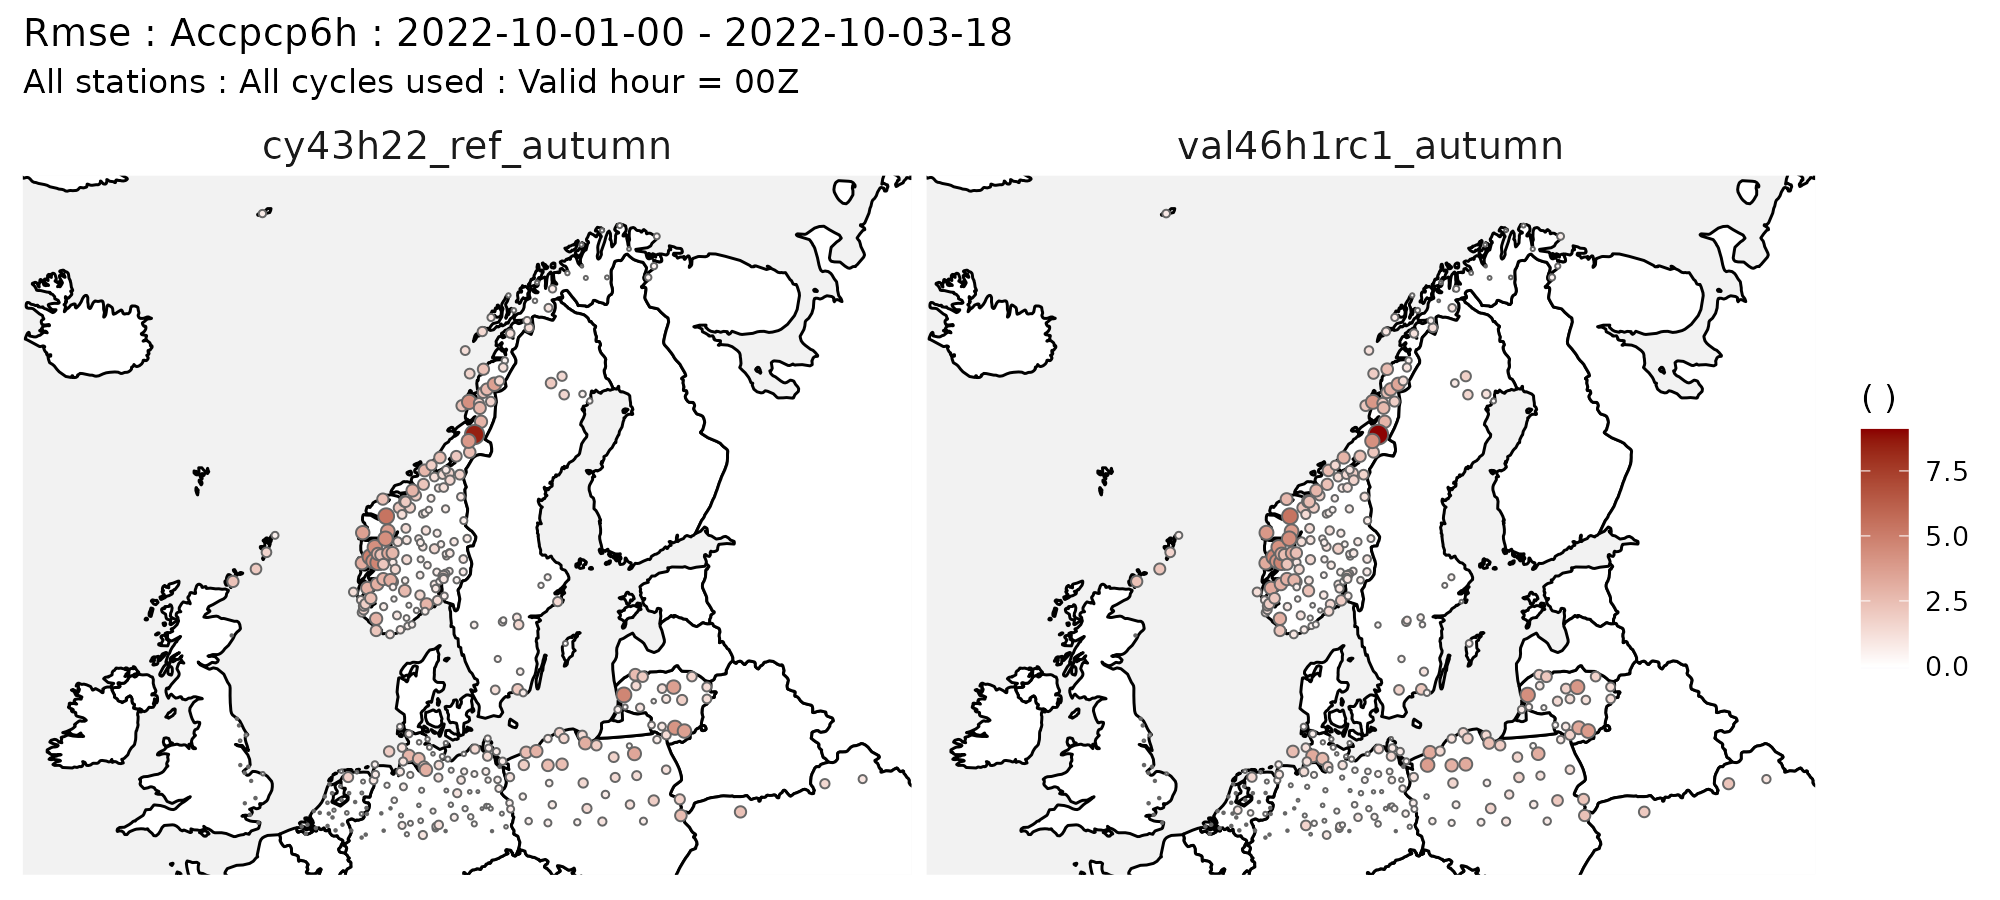 Rmse : Accpcp6h : 2022-10-01-00 - 2022-10-03-18
All stations : All cycles used : Valid hour = 00Z
cy43h22_ref_autumn
val46h1rc1_autumn
( )
7.5
5.0
2.5
0.0